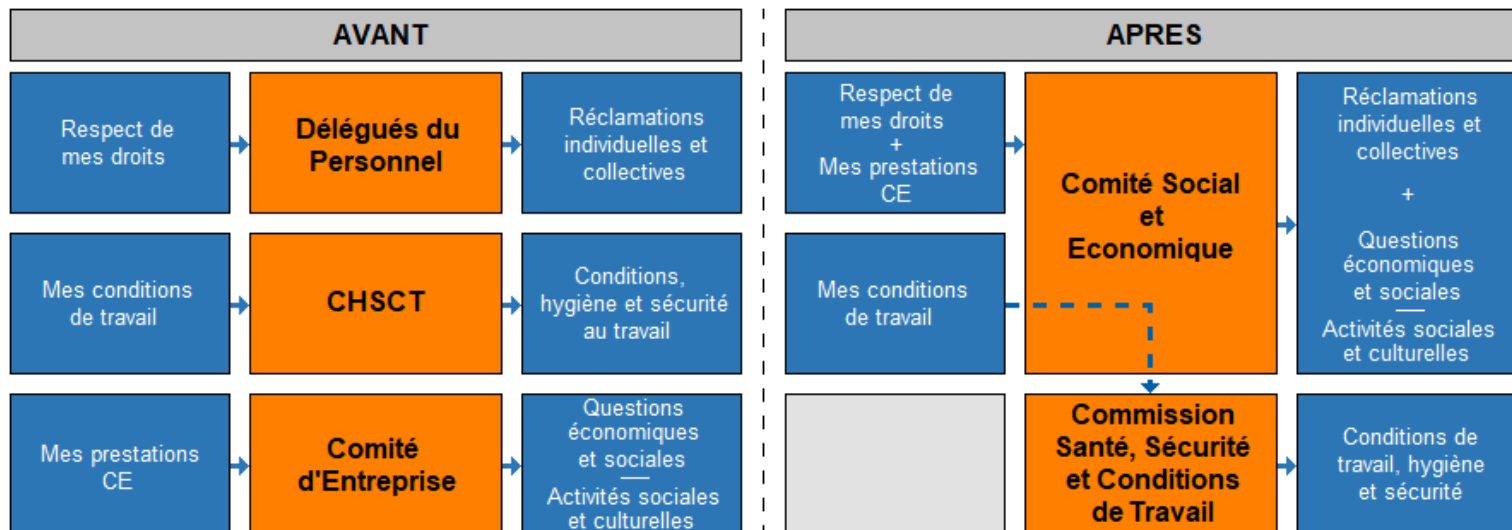 AVANT
Respect de
mes droits
Délégués du
Personnel
Réclamations
individuelles et
collectives
Mes conditions
de travail
CHSCT
Conditions,
hygiène et sécurité
au travail
Mes prestations
CE
Comité
d'Entreprise
Questions
économiques
et sociales
Activités sociales
et culturelles
APRES
Respect de
mes droits
+
Mes prestations
CE
Comité Social
et
Economique
Réclamations
individuelles et
collectives
+
Questions
économiques
et sociales
Activités sociales
et culturelles
Mes conditions
de travail
Commission
Santé, Sécurité
et Conditions
de Travail
Conditions de
travail, hygiène
et sécurité